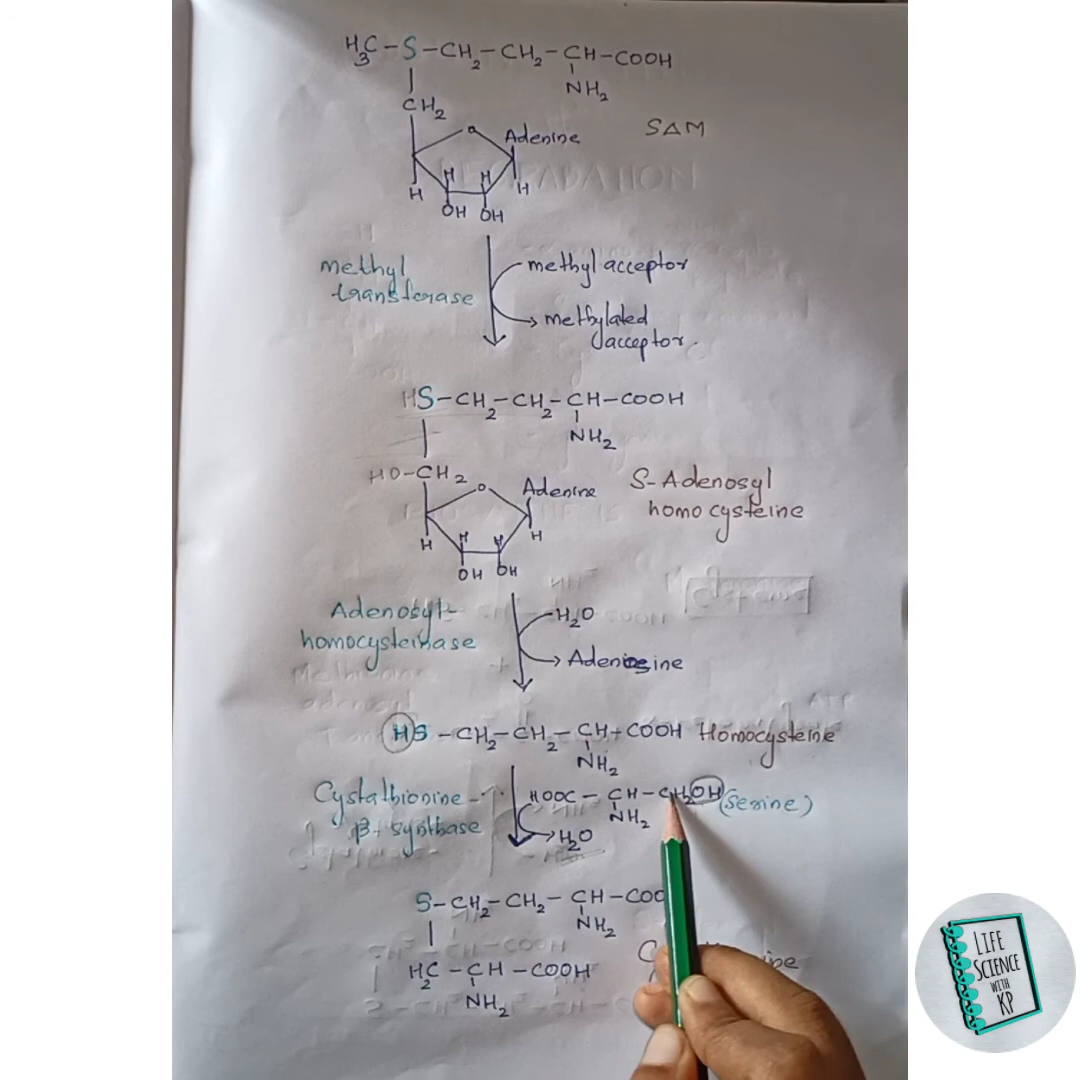 H₃C-S-CH₂-CH₂-CH-COOH
NH₂
CH₂
O Adenine
SAM
H H
H H
OH OH
methyl
transferase
methyl acceptor
methylated
acceptor.
HS-CH₂-CH₂-CH-COOH
NH₂
HO-CH₂
O Adenine
S-Adenosyl
homocysteine
H H
H H
OH OH
Adenosyl-
homocysteinase
H₂O
Adenosine
HS-CH₂-CH₂-CH-COOH Homocysteine
NH₂
Cystathionine-
β-synthase
HOOC-CH-CH₂OH (Serine)
NH₂
H₂O
S-CH₂-CH₂-CH-COO
NH₂
H₂C-CH-COOH
NH₂
LIFE
SCIENCE
WITH
KP